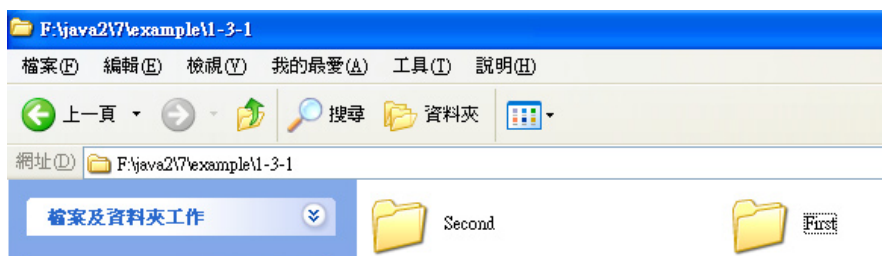 F:\java2\7\example\1-3-1
檔案(F) 編輯(E) 檢視(V) 我的最愛(A) 工具(T) 說明(H)
上一頁 搜尋 資料夾
網址(D) F:\java2\7\example\1-3-1
檔案及資料夾工作 Second First